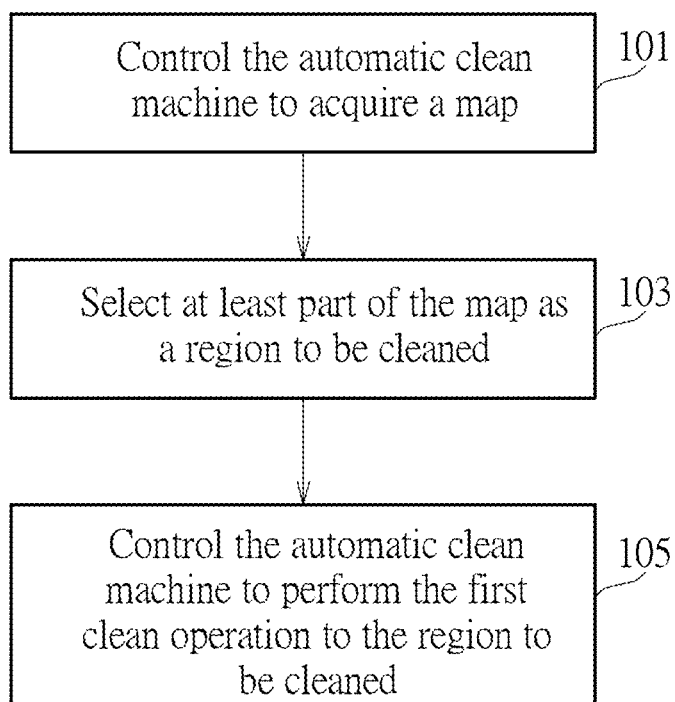 Control the automatic clean
machine to acquire a map
101
Select at least part of the map as
a region to be cleaned
103
Control the automatic clean
machine to perform the first
clean operation to the region to
be cleaned
105